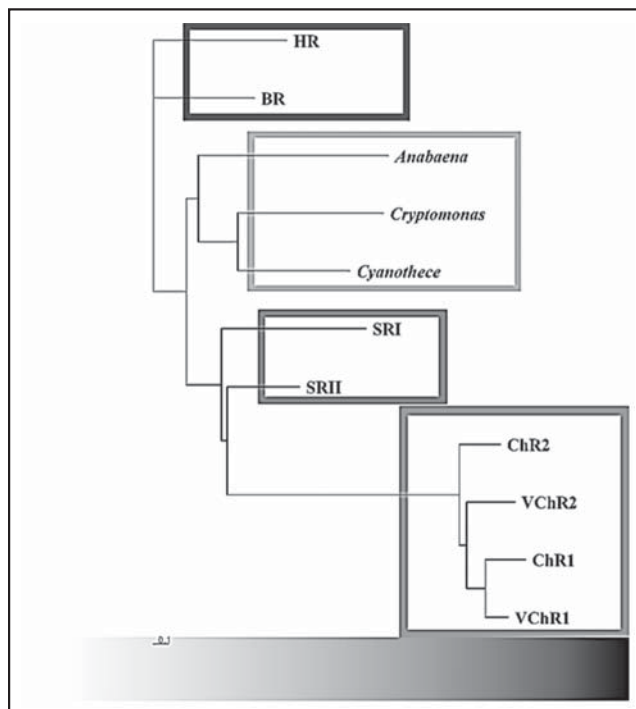 HR
BR
Anabaena
Cryptomonas
Cyanothece
SRI
SRII
ChR2
VChR2
ChR1
VChR1
0.1